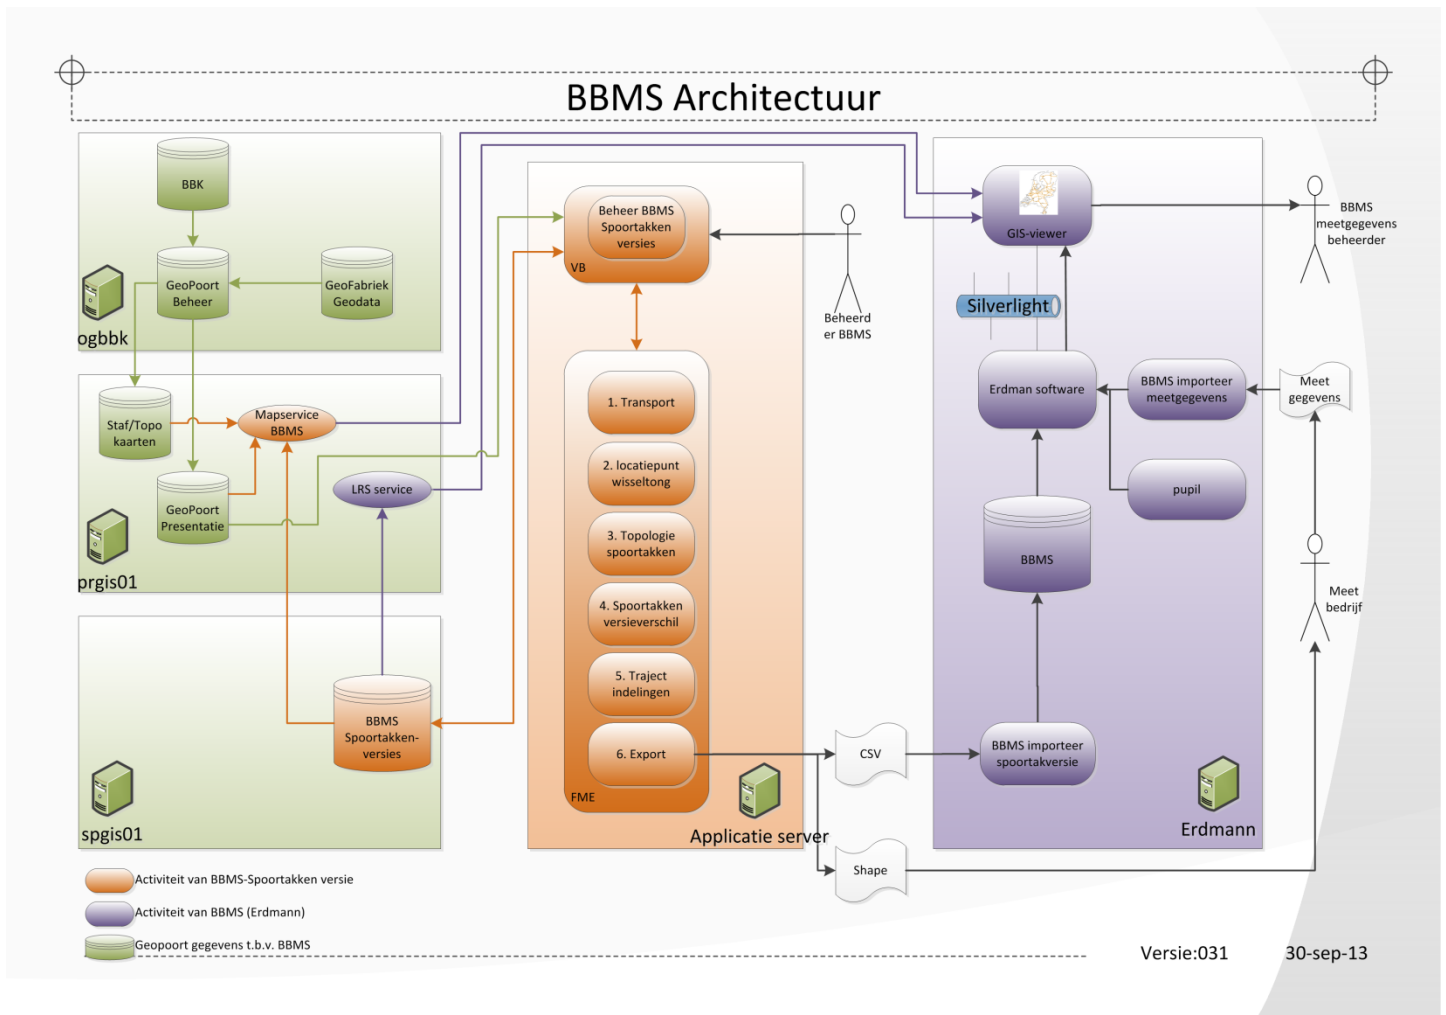 BBMS Architectuur
BBK
GeoPoort
Beheer
GeoFabriek
Geodata
ogbbk
Staf/Topo
kaarten
Mapservice
BBMS
LRS service
GeoPoort
Presentatie
prgis01
BBMS
Spoortakken-
versies
spgis01
Beheer BBMS
Spoortakken
versies
VB
1. Transport
2. locatiepunt
wisseltong
3. Topologie
spoortakken
4. Spoortakken
versieverschil
5. Traject
indelingen
6. Export
FME
Applicatie server
Beheerd
er BBMS
CSV
Shape
GIS-viewer
Silverlight
Erdman software
BBMS importeer
meetgegevens
pupil
BBMS
BBMS importeer
spoortakversie
Erdmann
BBMS
meetgegevens
beheerder
Meet
gegevens
Meet
bedrijf
Activiteit van BBMS-Spoortakken versie
Activiteit van BBMS (Erdmann)
Geopoort gegevens t.b.v. BBMS
Versie:031
30-sep-13